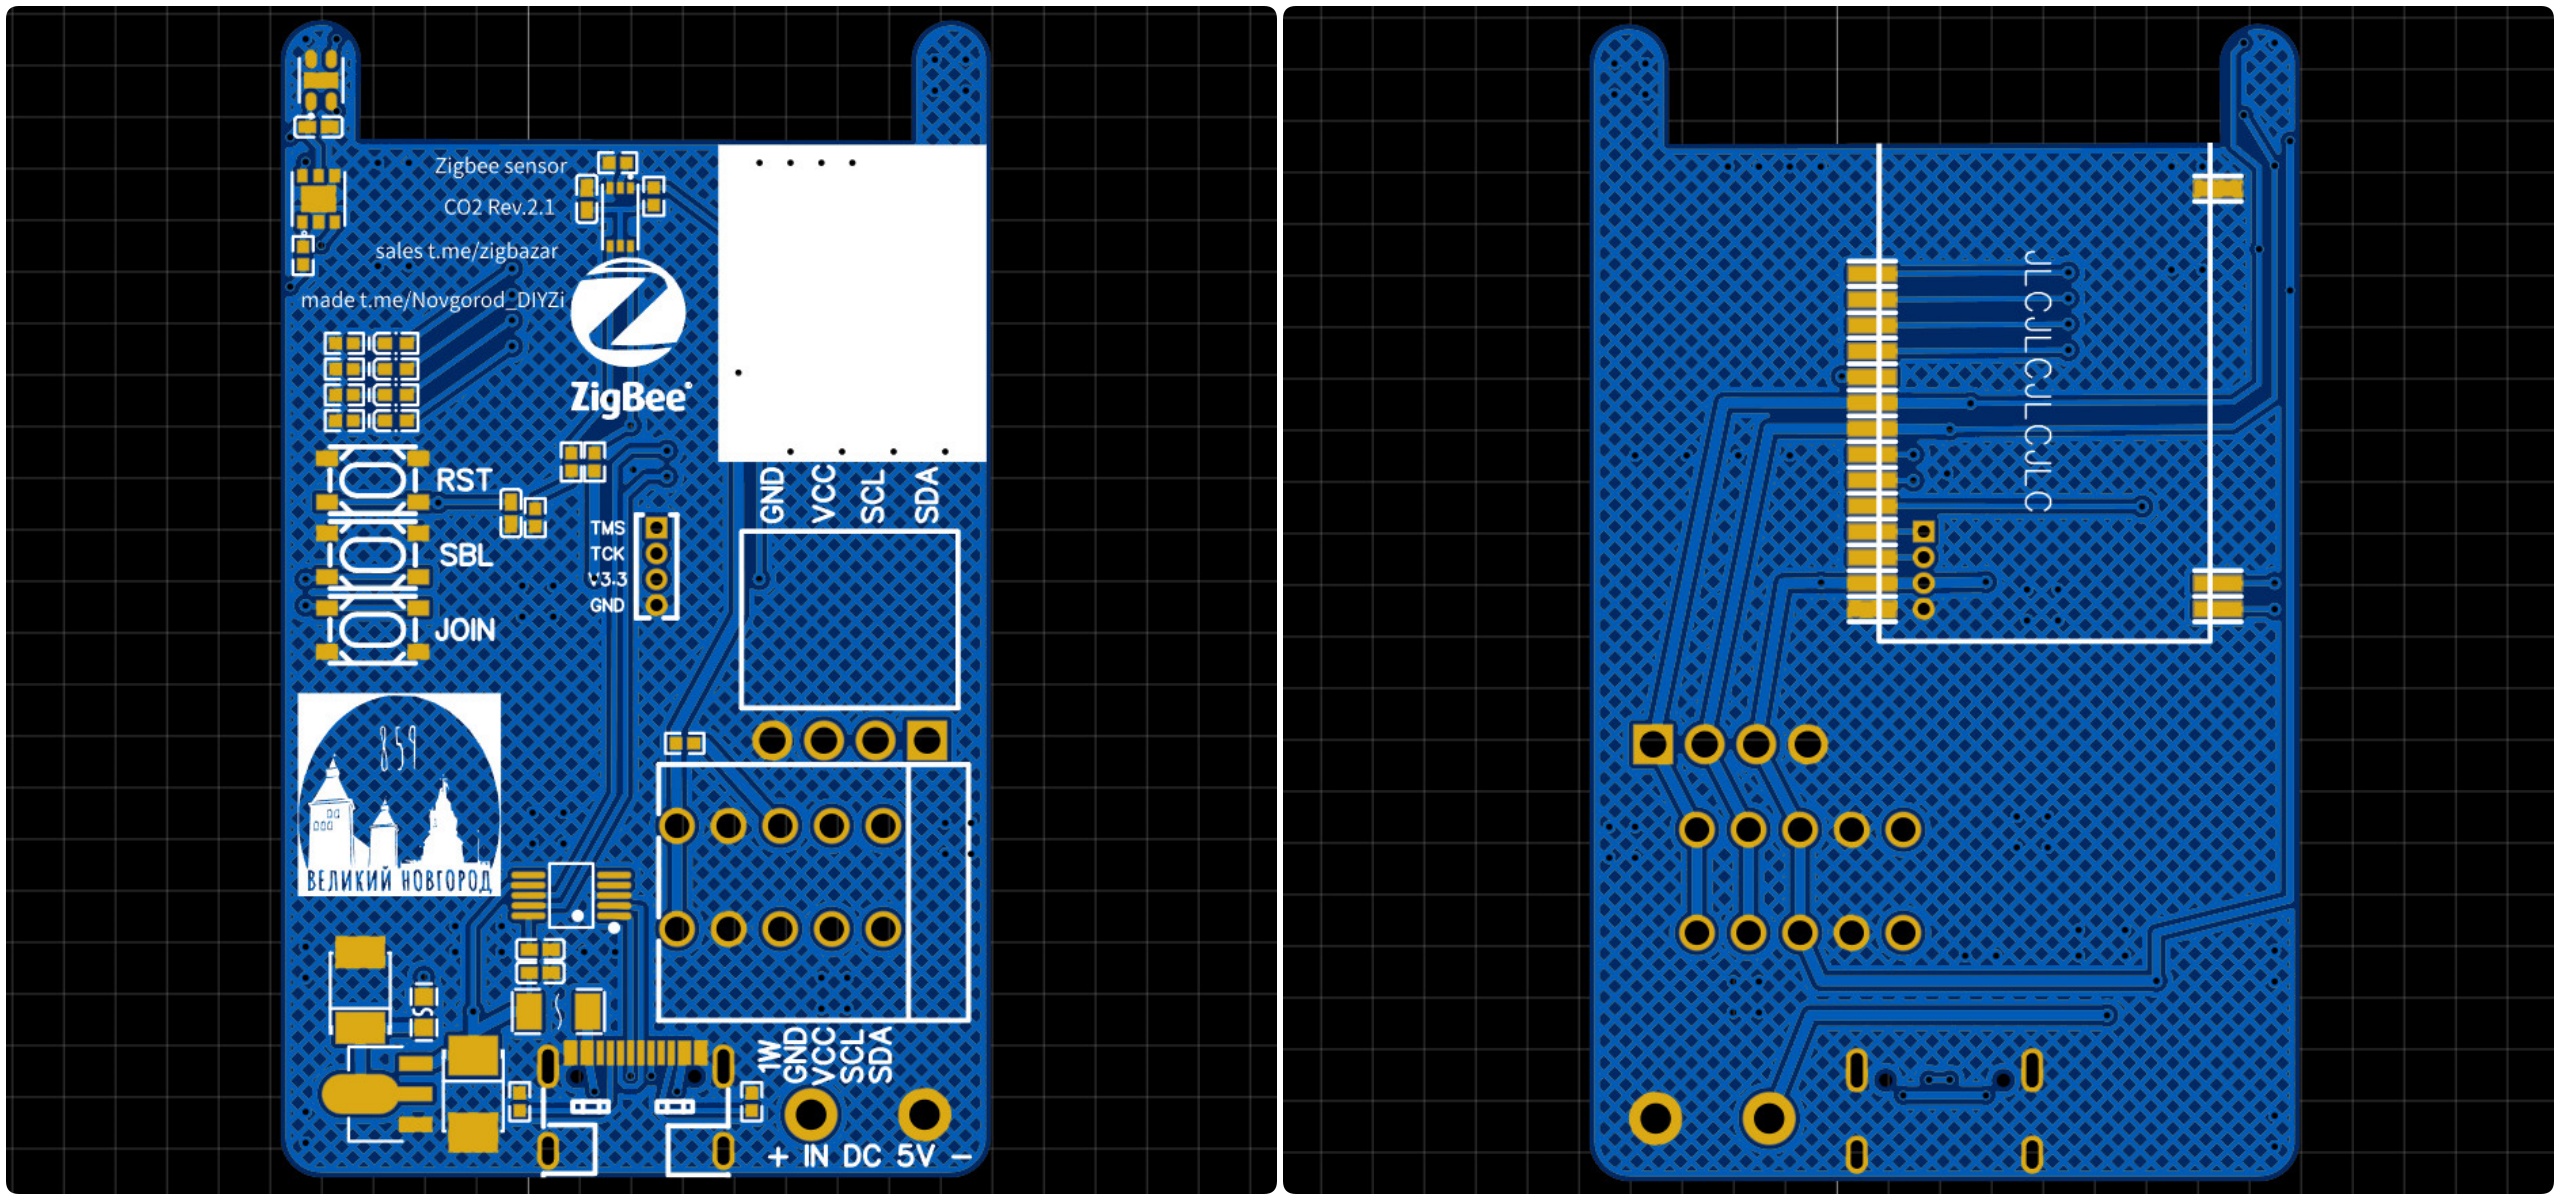 Zigbee sensor
CO2 Rev.2.1
sales t.me/zigbazar
made t.me/Novgorod_DIYZi
ZigBee®
RST
SBL
JOIN
GND
VCC
SCL
SDA
TMS
TCK
V3.3
GND
859
ВЕЛИКИЙ НОВГОРОД
S
1W
GND
VCC
SCL
SDA
+ IN DC 5V −
JLCJLCJLCJLC